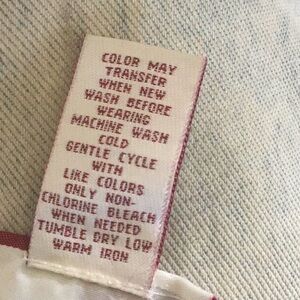 COLOR MAY
TRANSFER
WHEN NEW
WASH BEFORE
WEARING
MACHINE WASH
COLD
GENTLE CYCLE
WITH
LIKE COLORS
ONLY NON-
CHLORINE BLEACH
WHEN NEEDED
TUMBLE DRY LOW
WARM IRON